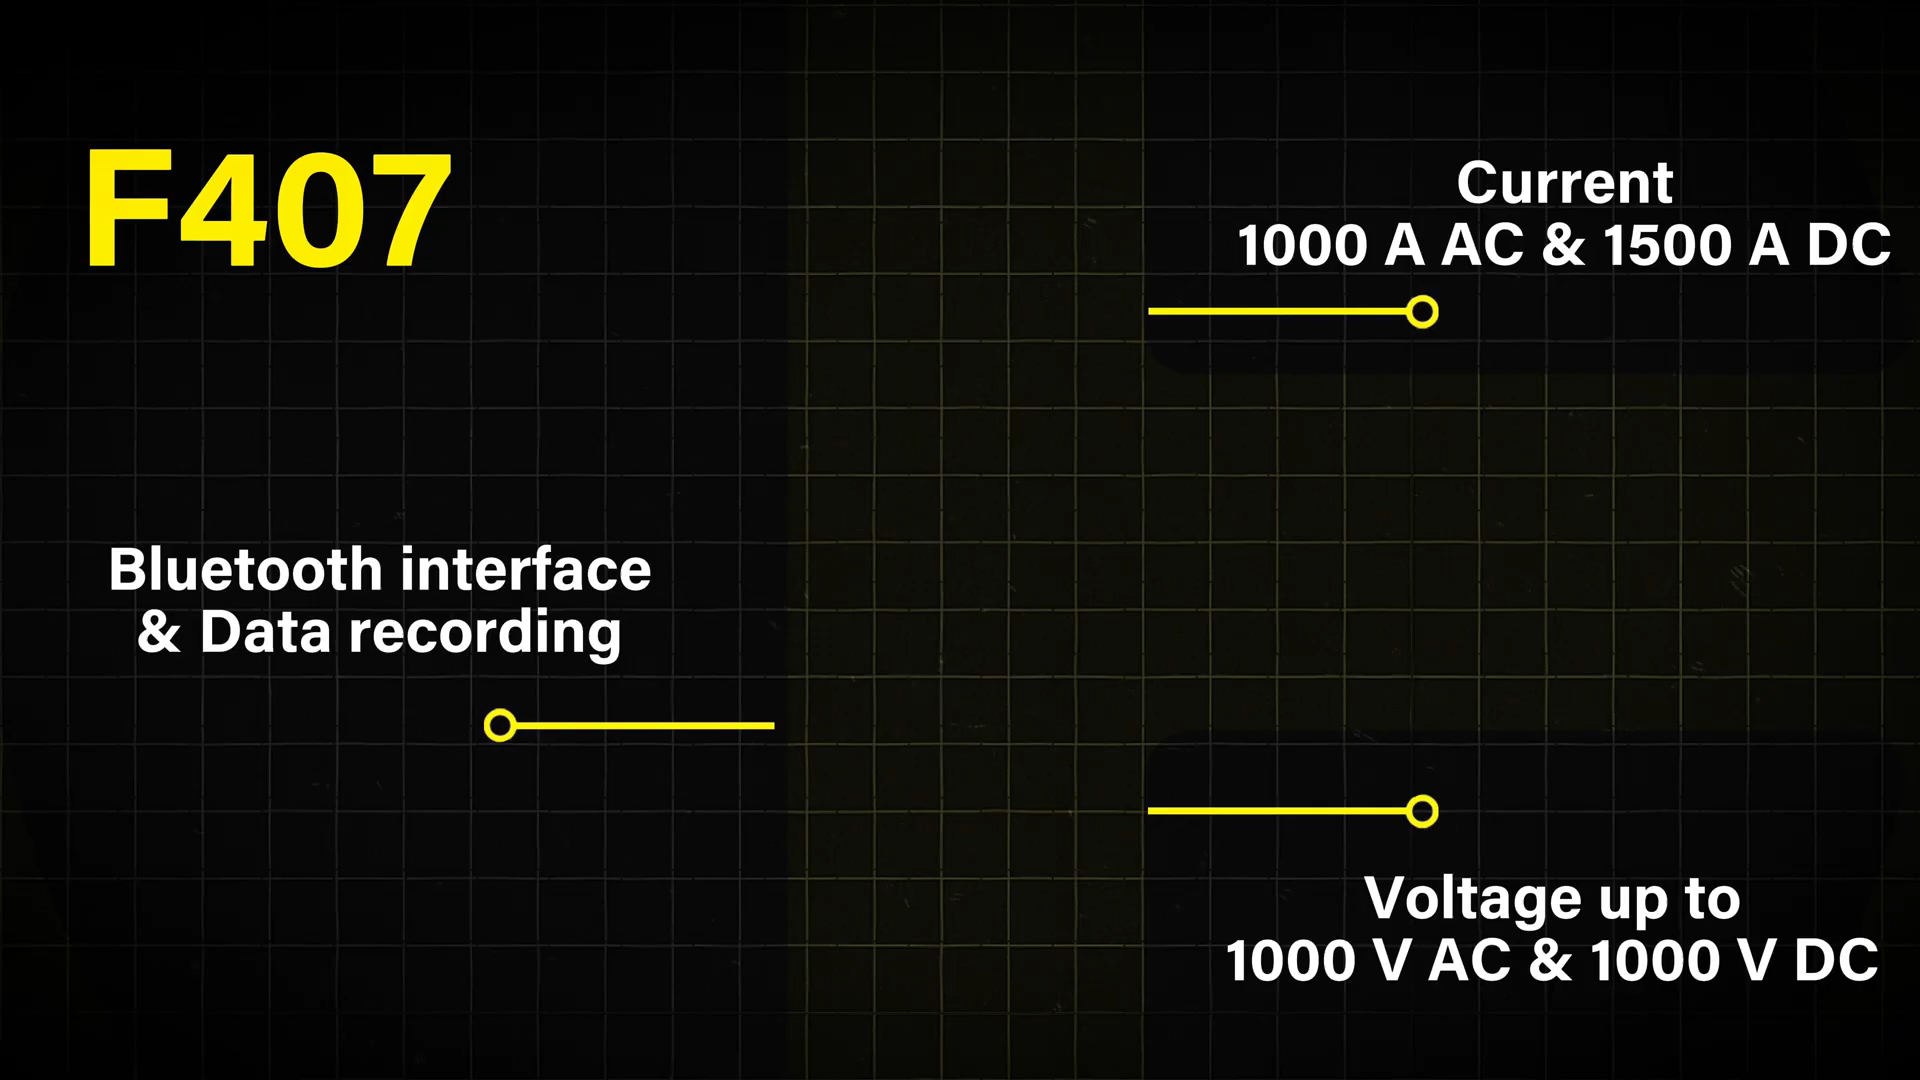 F407
Current
1000 A AC & 1500 A DC
Bluetooth interface
& Data recording
Voltage up to
1000 V AC & 1000 V DC